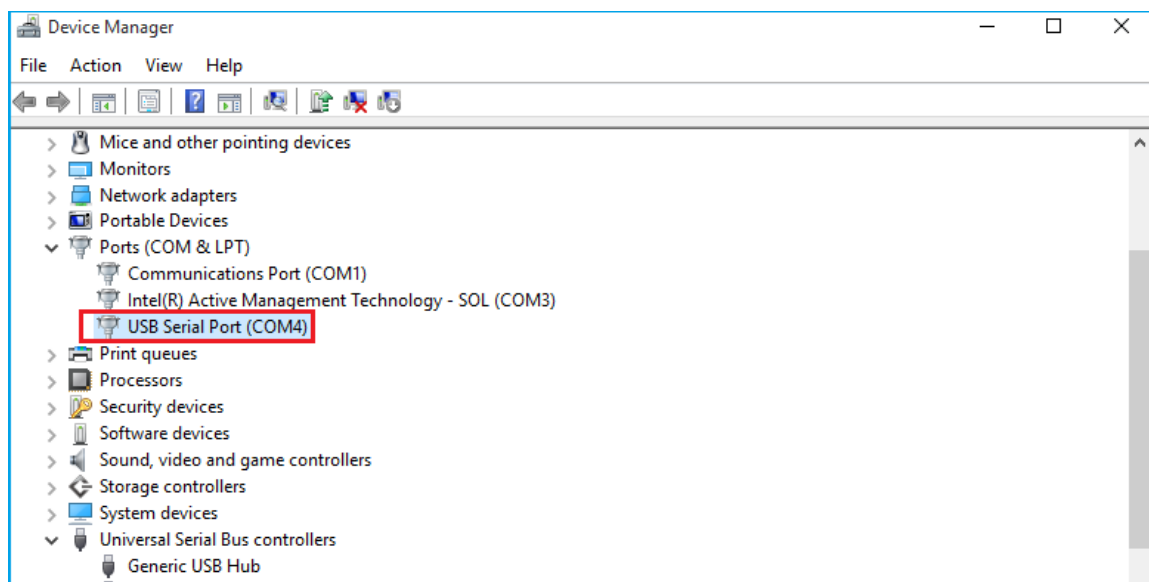 Device Manager
File Action View Help
Mice and other pointing devices
Monitors
Network adapters
Portable Devices
Ports (COM & LPT)
Communications Port (COM1)
Intel(R) Active Management Technology - SOL (COM3)
USB Serial Port (COM4)
Print queues
Processors
Security devices
Software devices
Sound, video and game controllers
Storage controllers
System devices
Universal Serial Bus controllers
Generic USB Hub